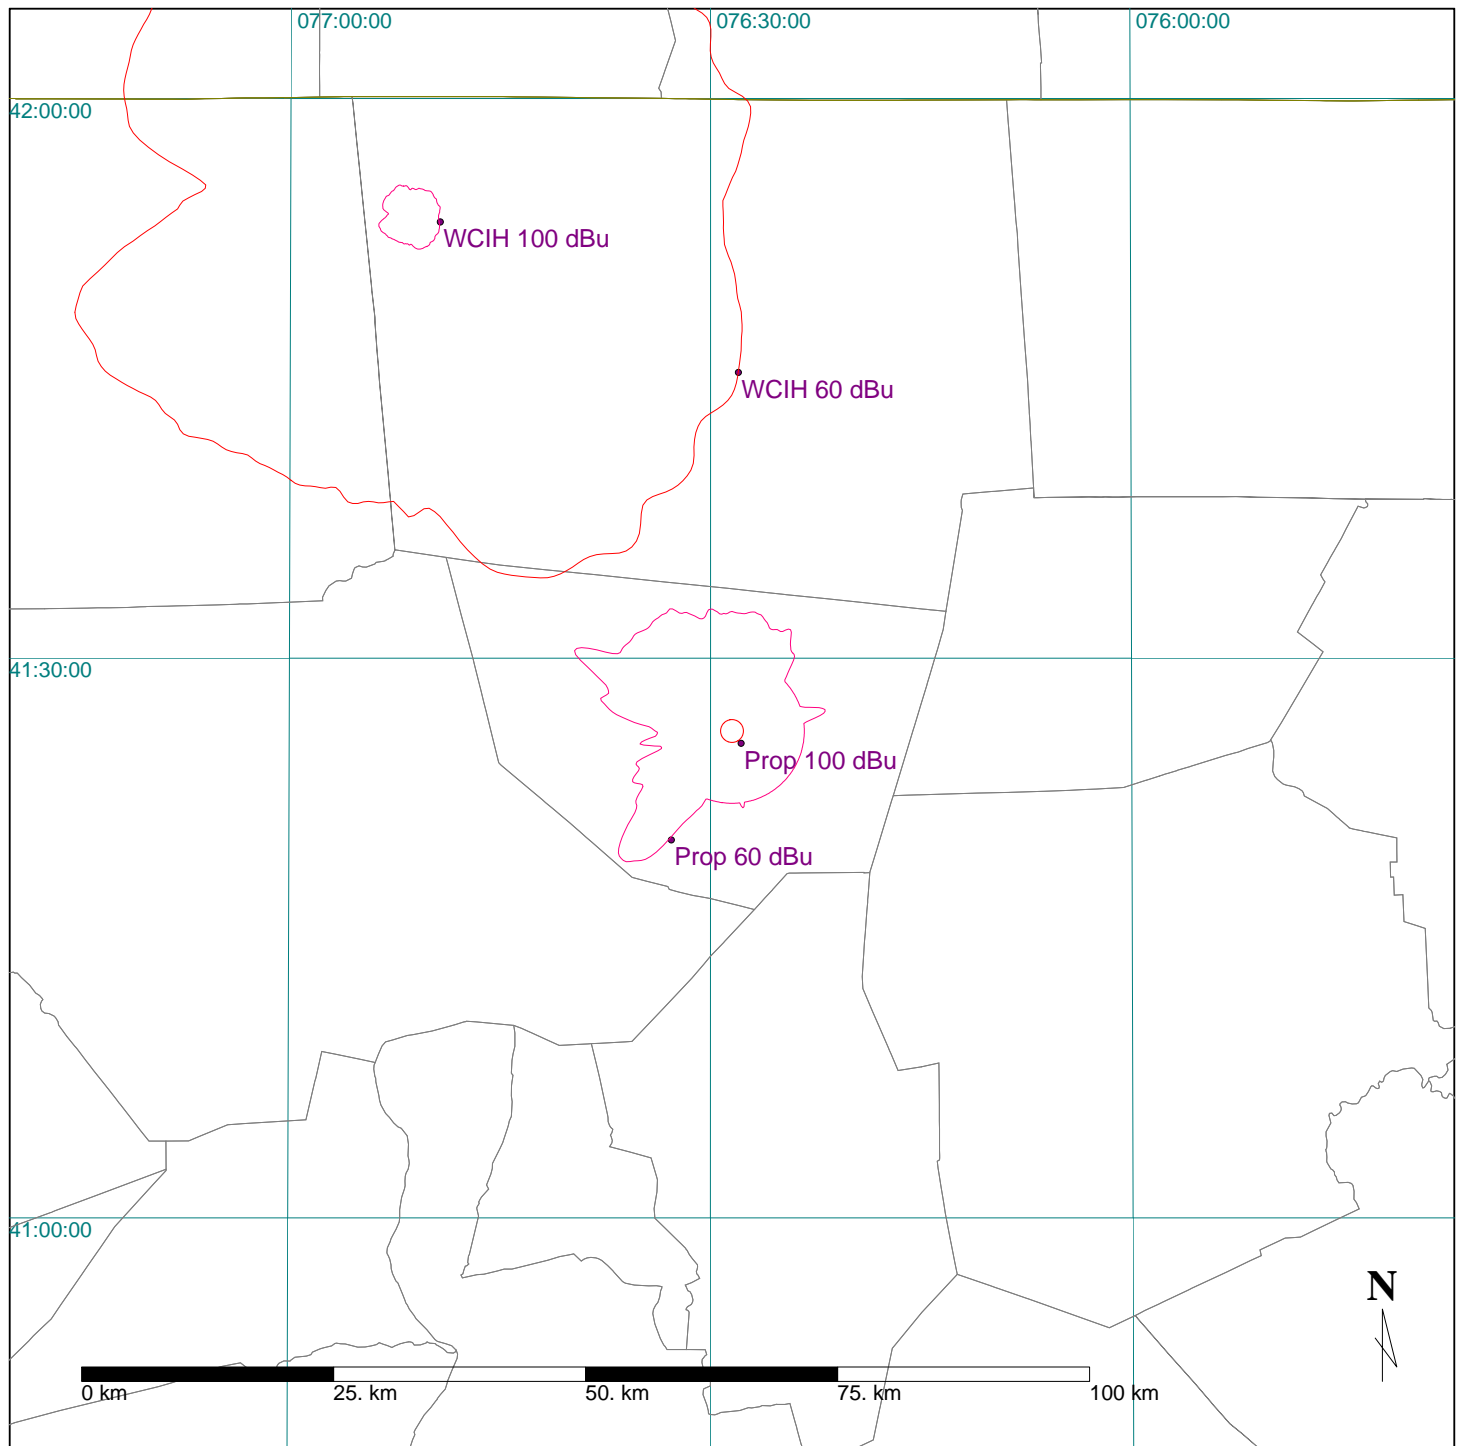 077:00:00
076:30:00
076:00:00
42:00:00
WCIH 100 dBu
WCIH 60 dBu
41:30:00
Prop 100 dBu
Prop 60 dBu
41:00:00
N
0 km
25. km
50. km
75. km
100 km